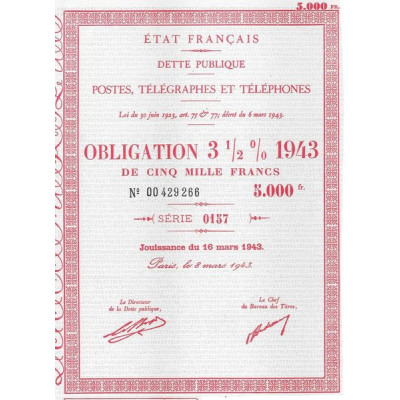 5.000 FR.
ÉTAT FRANÇAIS
DETTE PUBLIQUE
POSTES, TÉLÉGRAPHES ET TÉLÉPHONES
Loi du 30 juin 1923, art. 75 & 77; décret du 6 mars 1943.
OBLIGATION 3 1/2 % 1943
DE CINQ MILLE FRANCS
Nº 00429266 5.000 fr.
SÉRIE 0157
Jouissance du 16 mars 1943.
Paris, le 8 mars 1943.
Le Directeur Le Chef
de la Dette publique, du Bureau des Titres,